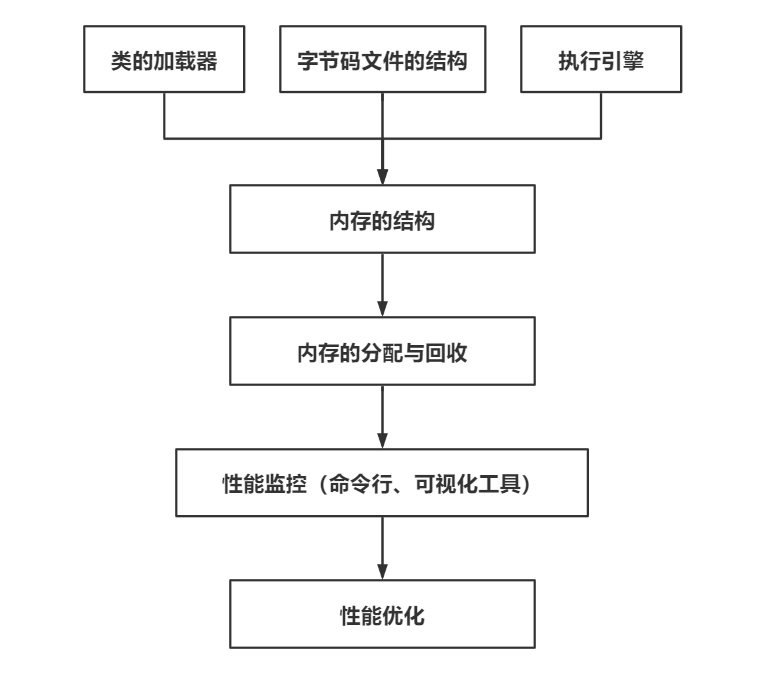 类的加载器
字节码文件的结构
执行引擎
内存的结构
内存的分配与回收
性能监控（命令行、可视化工具）
性能优化